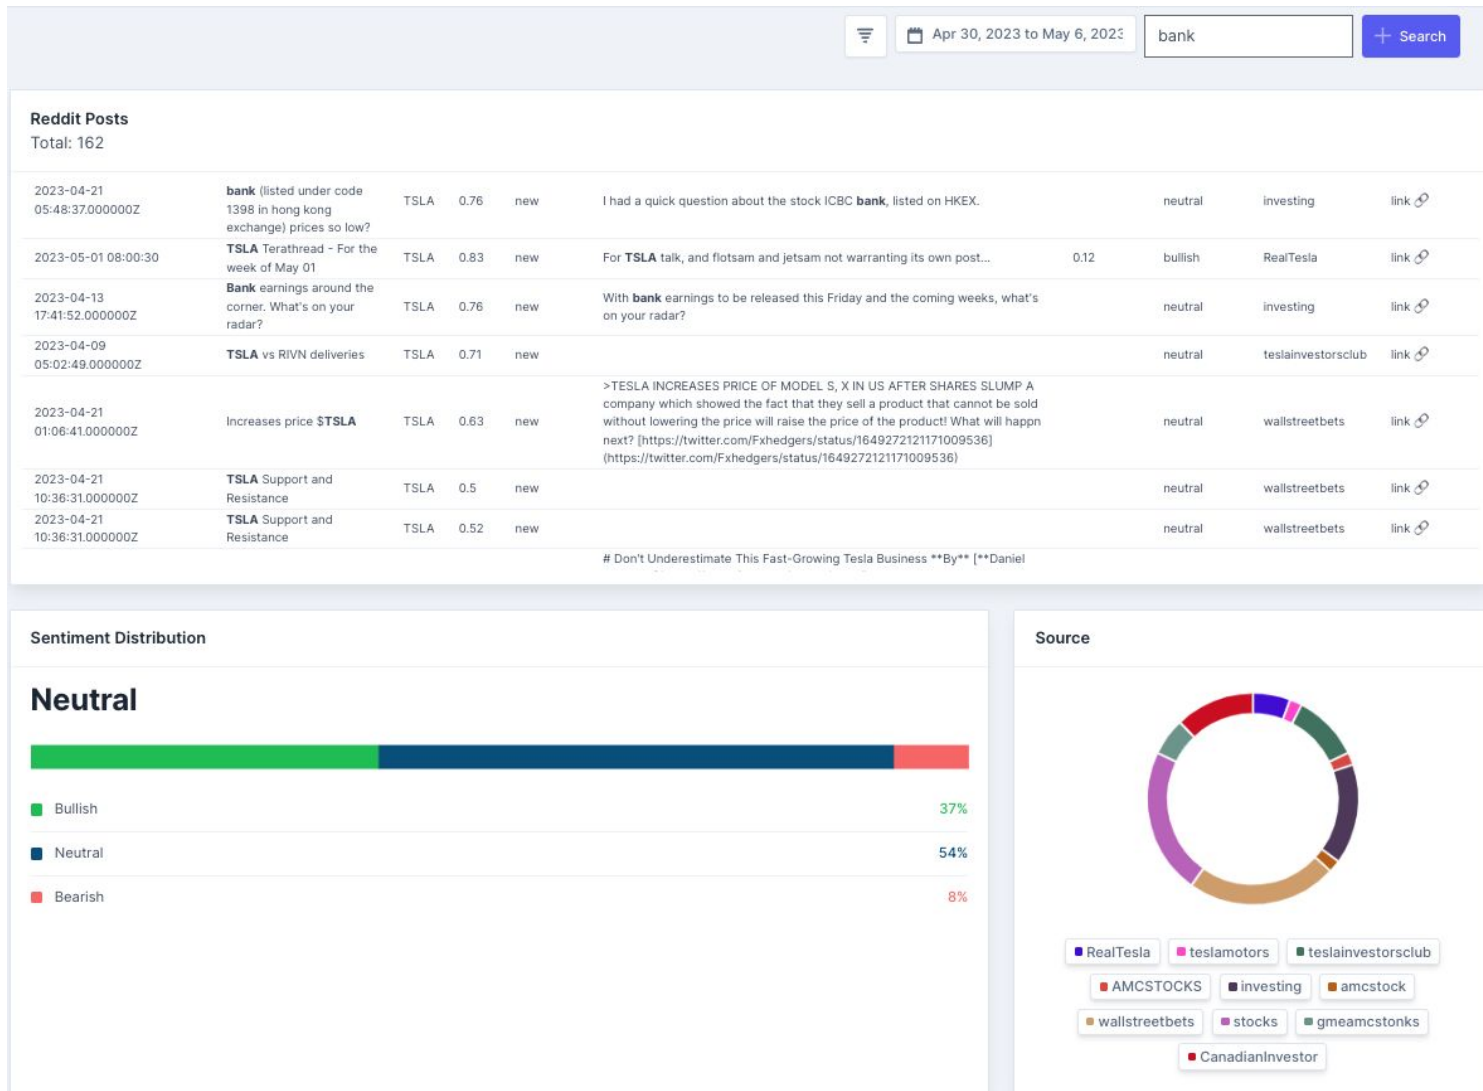 Apr 30, 2023 to May 6, 2023
bank
Search
Reddit Posts
Total: 162
2023-04-21
05:48:37.000000Z
bank (listed under code
1398 in hong kong
exchange) prices so low?
TSLA
0.76
new
I had a quick question about the stock ICBC bank, listed on HKEX.
neutral
investing
link
2023-05-01 08:00:30
TSLA Terathread - For the
week of May 01
TSLA
0.83
new
For TSLA talk, and flotsam and jetsam not warranting its own post...
0.12
bullish
RealTesla
link
2023-04-13
17:41:52.000000Z
Bank earnings around the
corner. What's on your
radar?
TSLA
0.76
new
With bank earnings to be released this Friday and the coming weeks, what's
on your radar?
neutral
investing
link
2023-04-09
05:02:49.000000Z
TSLA vs RIVN deliveries
TSLA
0.71
new
neutral
teslainvestorsclub
link
2023-04-21
01:06:41.000000Z
Increases price $TSLA
TSLA
0.63
new
>TESLA INCREASES PRICE OF MODEL S, X IN US AFTER SHARES SLUMP A
company which showed the fact that they sell a product that cannot be sold
without lowering the price will raise the price of the product! What will happn
next? [https://twitter.com/Fxhedgers/status/1649272121171009536]
(https://twitter.com/Fxhedgers/status/1649272121171009536)
neutral
wallstreetbets
link
2023-04-21
10:36:31.000000Z
TSLA Support and
Resistance
TSLA
0.5
new
neutral
wallstreetbets
link
2023-04-21
10:36:31.000000Z
TSLA Support and
Resistance
TSLA
0.52
new
neutral
wallstreetbets
link
# Don't Underestimate This Fast-Growing Tesla Business **By** [**Daniel
Sentiment Distribution
Neutral
Bullish
37%
Neutral
54%
Bearish
8%
Source
RealTesla
teslamotors
teslainvestorsclub
AMCSTOCKS
investing
amcstock
wallstreetbets
stocks
gmeamcstonks
CanadianInvestor